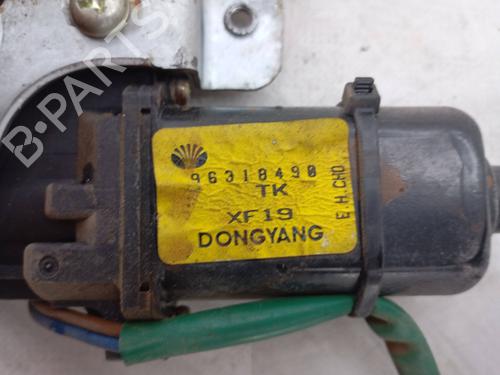 B-PARTS
96318490
TK
XF19
DONGYANG
E.H.CHO